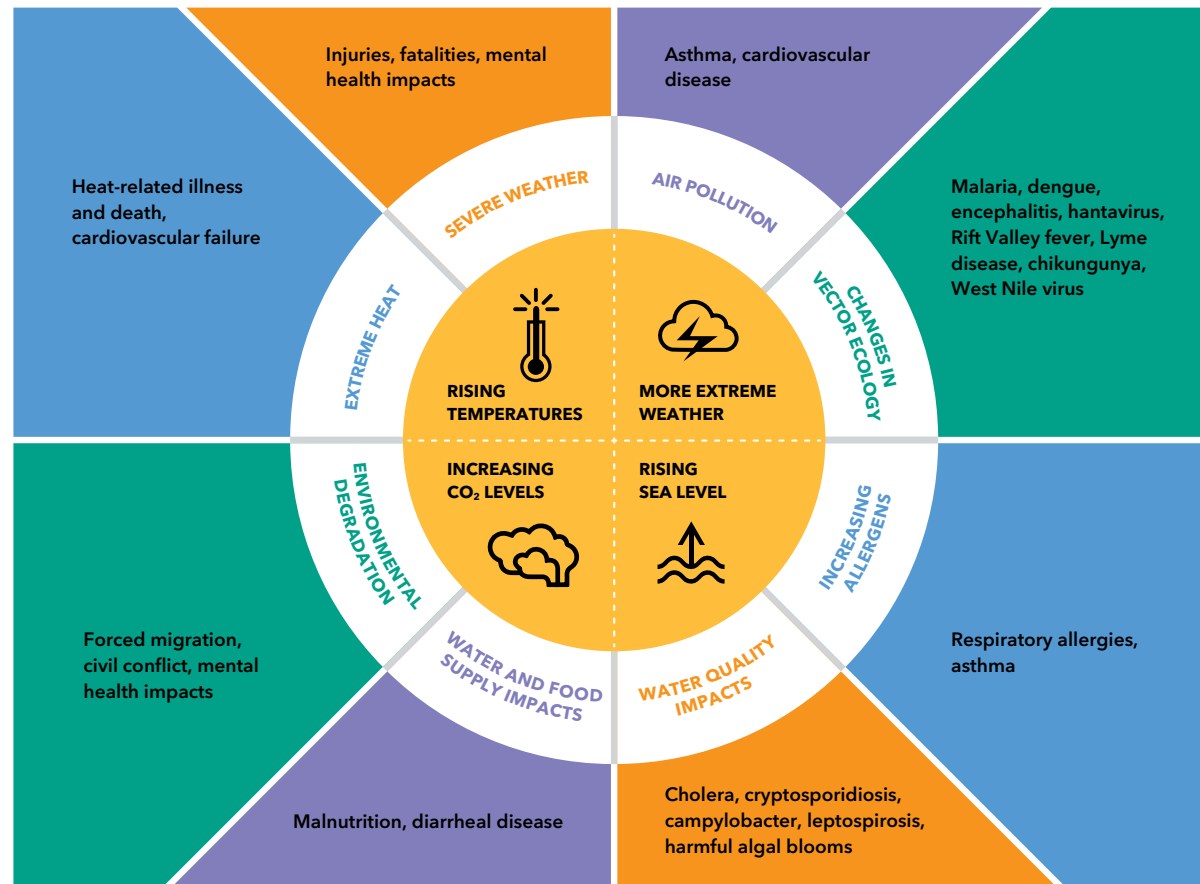 Injuries, fatalities, mental
health impacts
Asthma, cardiovascular
disease
Heat-related illness
and death,
cardiovascular failure
Malaria, dengue,
encephalitis, hantavirus,
Rift Valley fever, Lyme
disease, chikungunya,
West Nile virus
SEVERE WEATHER
AIR POLLUTION
EXTREME HEAT
CHANGES IN
VECTOR ECOLOGY
RISING
TEMPERATURES
MORE EXTREME
WEATHER
INCREASING
CO₂ LEVELS
RISING
SEA LEVEL
ENVIRONMENTAL
DEGRADATION
INCREASING
ALLERGENS
WATER AND FOOD
SUPPLY IMPACTS
WATER QUALITY
IMPACTS
Forced migration,
civil conflict, mental
health impacts
Respiratory allergies,
asthma
Malnutrition, diarrheal disease
Cholera, cryptosporidiosis,
campylobacter, leptospirosis,
harmful algal blooms